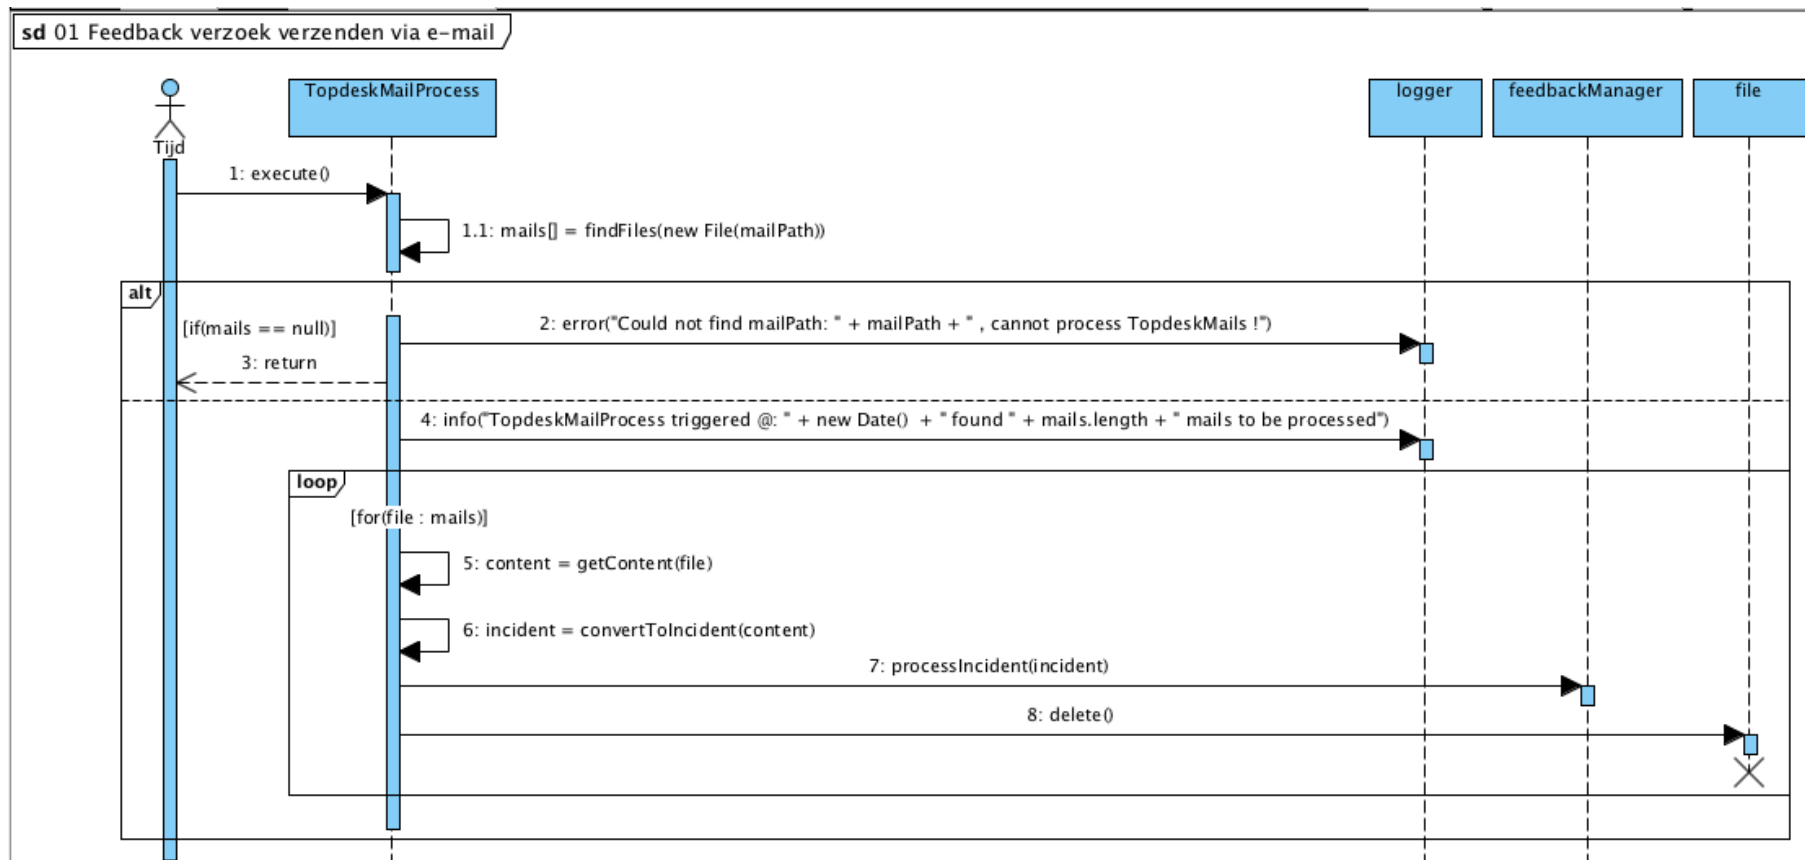 sd 01 Feedback verzoek verzenden via e-mail
TopdeskMailProcess
logger
feedbackManager
file
Tijd
1: execute()
1.1: mails[] = findFiles(new File(mailPath))
alt
[if(mails == null)]
2: error("Could not find mailPath: " + mailPath + " , cannot process TopdeskMails !")
3: return
4: info("TopdeskMailProcess triggered @: " + new Date()  + " found " + mails.length + " mails to be processed")
loop
[for(file : mails)]
5: content = getContent(file)
6: incident = convertToIncident(content)
7: processIncident(incident)
8: delete()